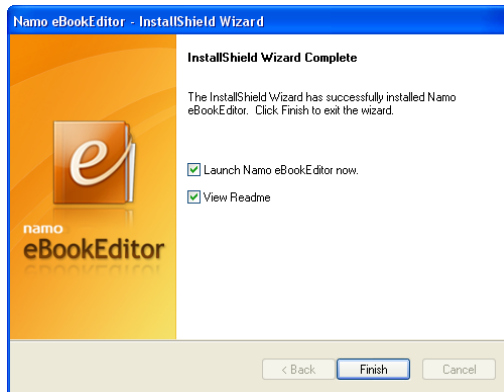 Namo eBookEditor - InstallShield Wizard
InstallShield Wizard Complete
The InstallShield Wizard has successfully installed Namo
eBookEditor. Click Finish to exit the wizard.
Launch Namo eBookEditor now.
View Readme
e
namo
eBookEditor
< Back
Finish
Cancel